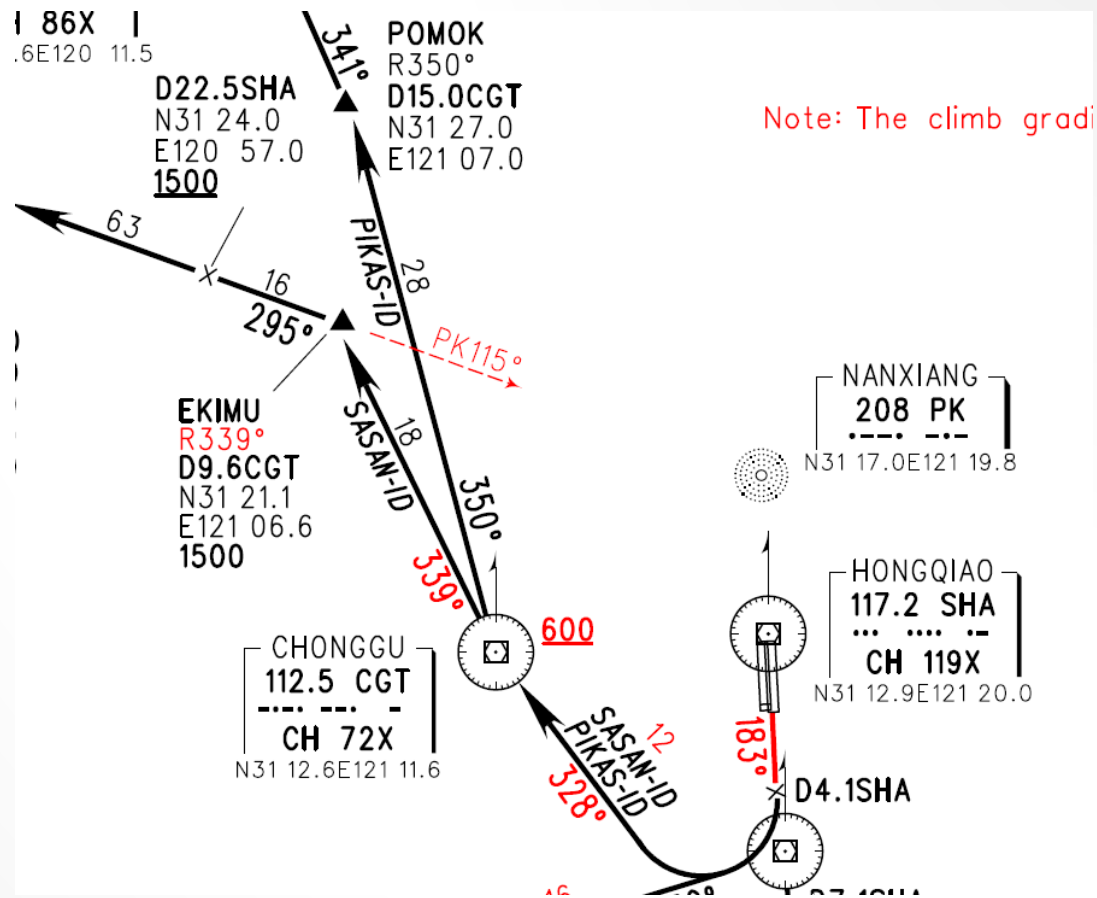 86X
.6E120 11.5
D22.5SHA
N31 24.0
E120 57.0
1500
341°
POMOK
R350°
D15.0CGT
N31 27.0
E121 07.0
Note: The climb gradi
63
16
295°
PIKAS-ID
28
PK115°
EKIMU
R339°
D9.6CGT
N31 21.1
E121 06.6
1500
SASAN-ID
18
350°
339°
NANXIANG
208 PK
·--· -·-
N31 17.0E121 19.8
600
CHONGGU
112.5 CGT
-·-· --· -
CH 72X
N31 12.6E121 11.6
HONGQIAO
117.2 SHA
··· ···· ·-
CH 119X
N31 12.9E121 20.0
SASAN-ID
PIKAS-ID
12
328°
183°
D4.1SHA